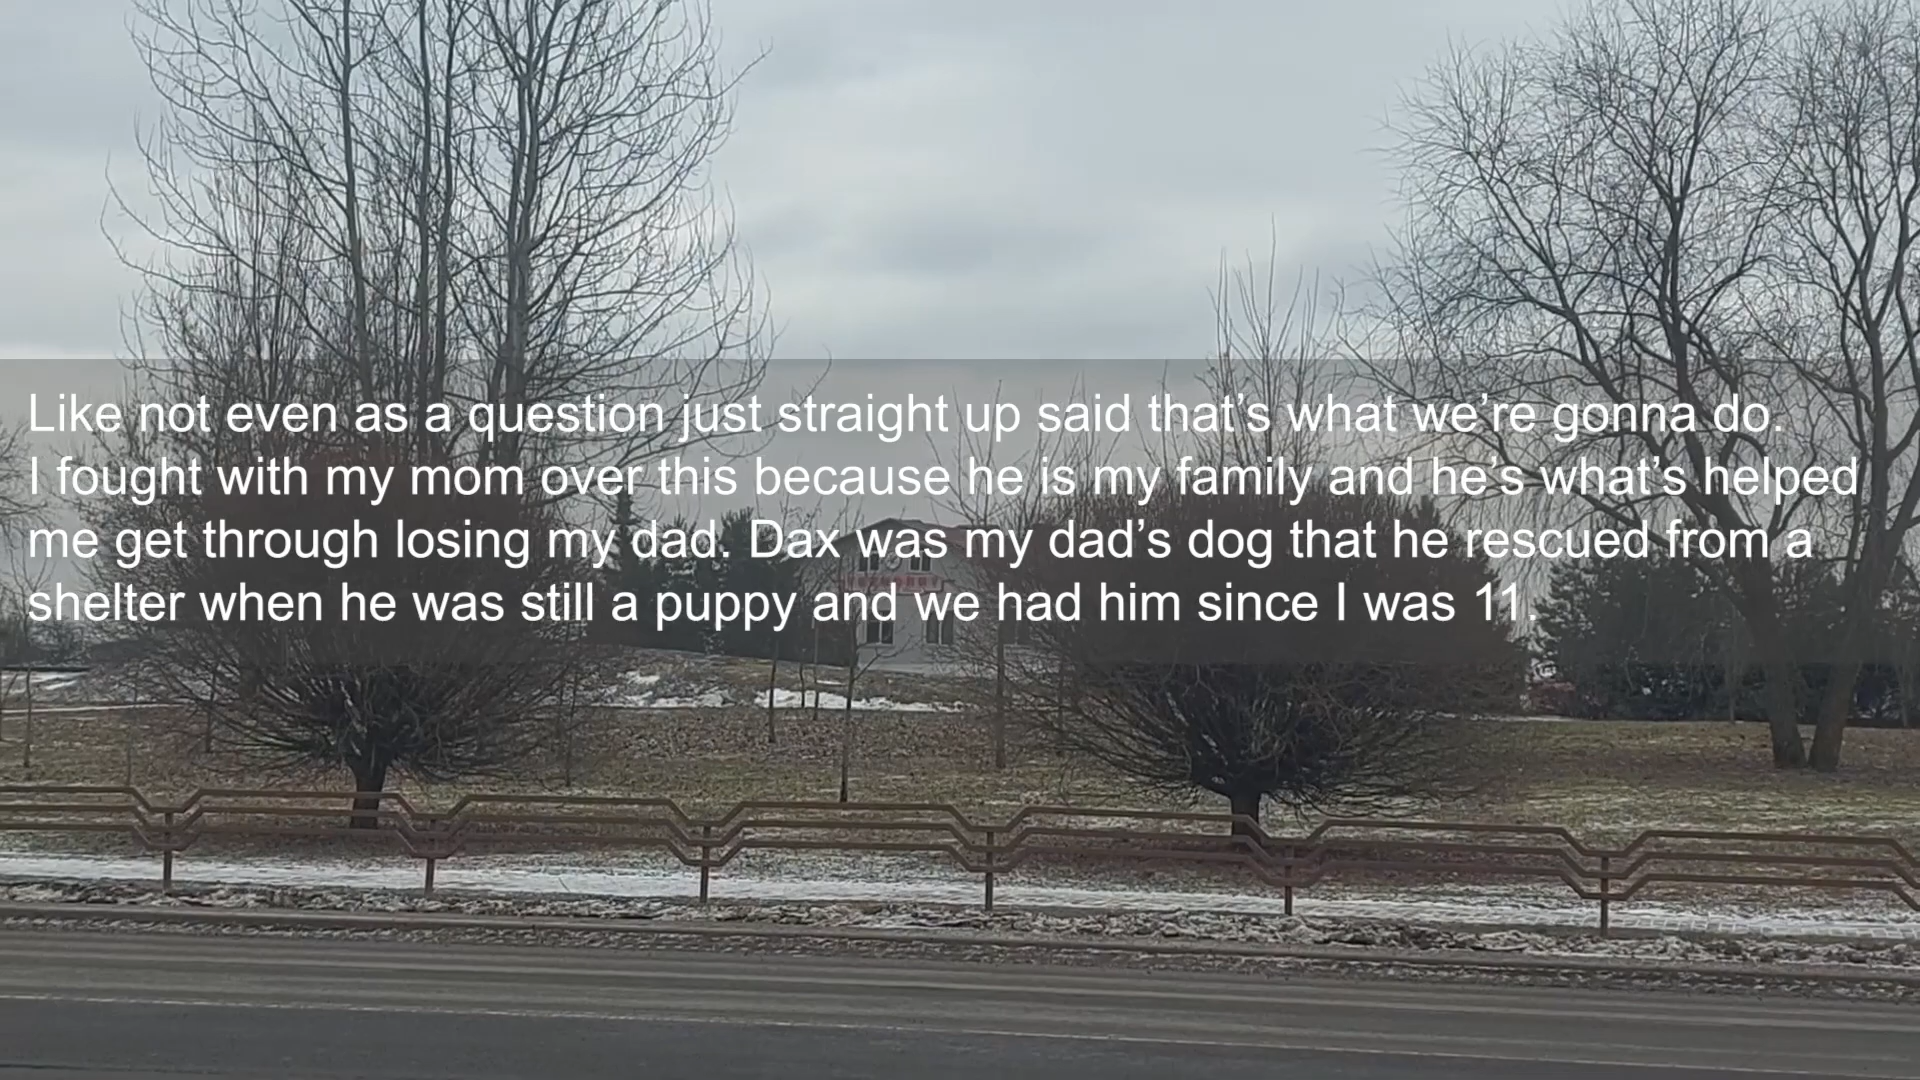 Like not even as a question just straight up said that’s what we’re gonna do.
I fought with my mom over this because he is my family and he’s what’s helped
me get through losing my dad. Dax was my dad’s dog that he rescued from a
shelter when he was still a puppy and we had him since I was 11.